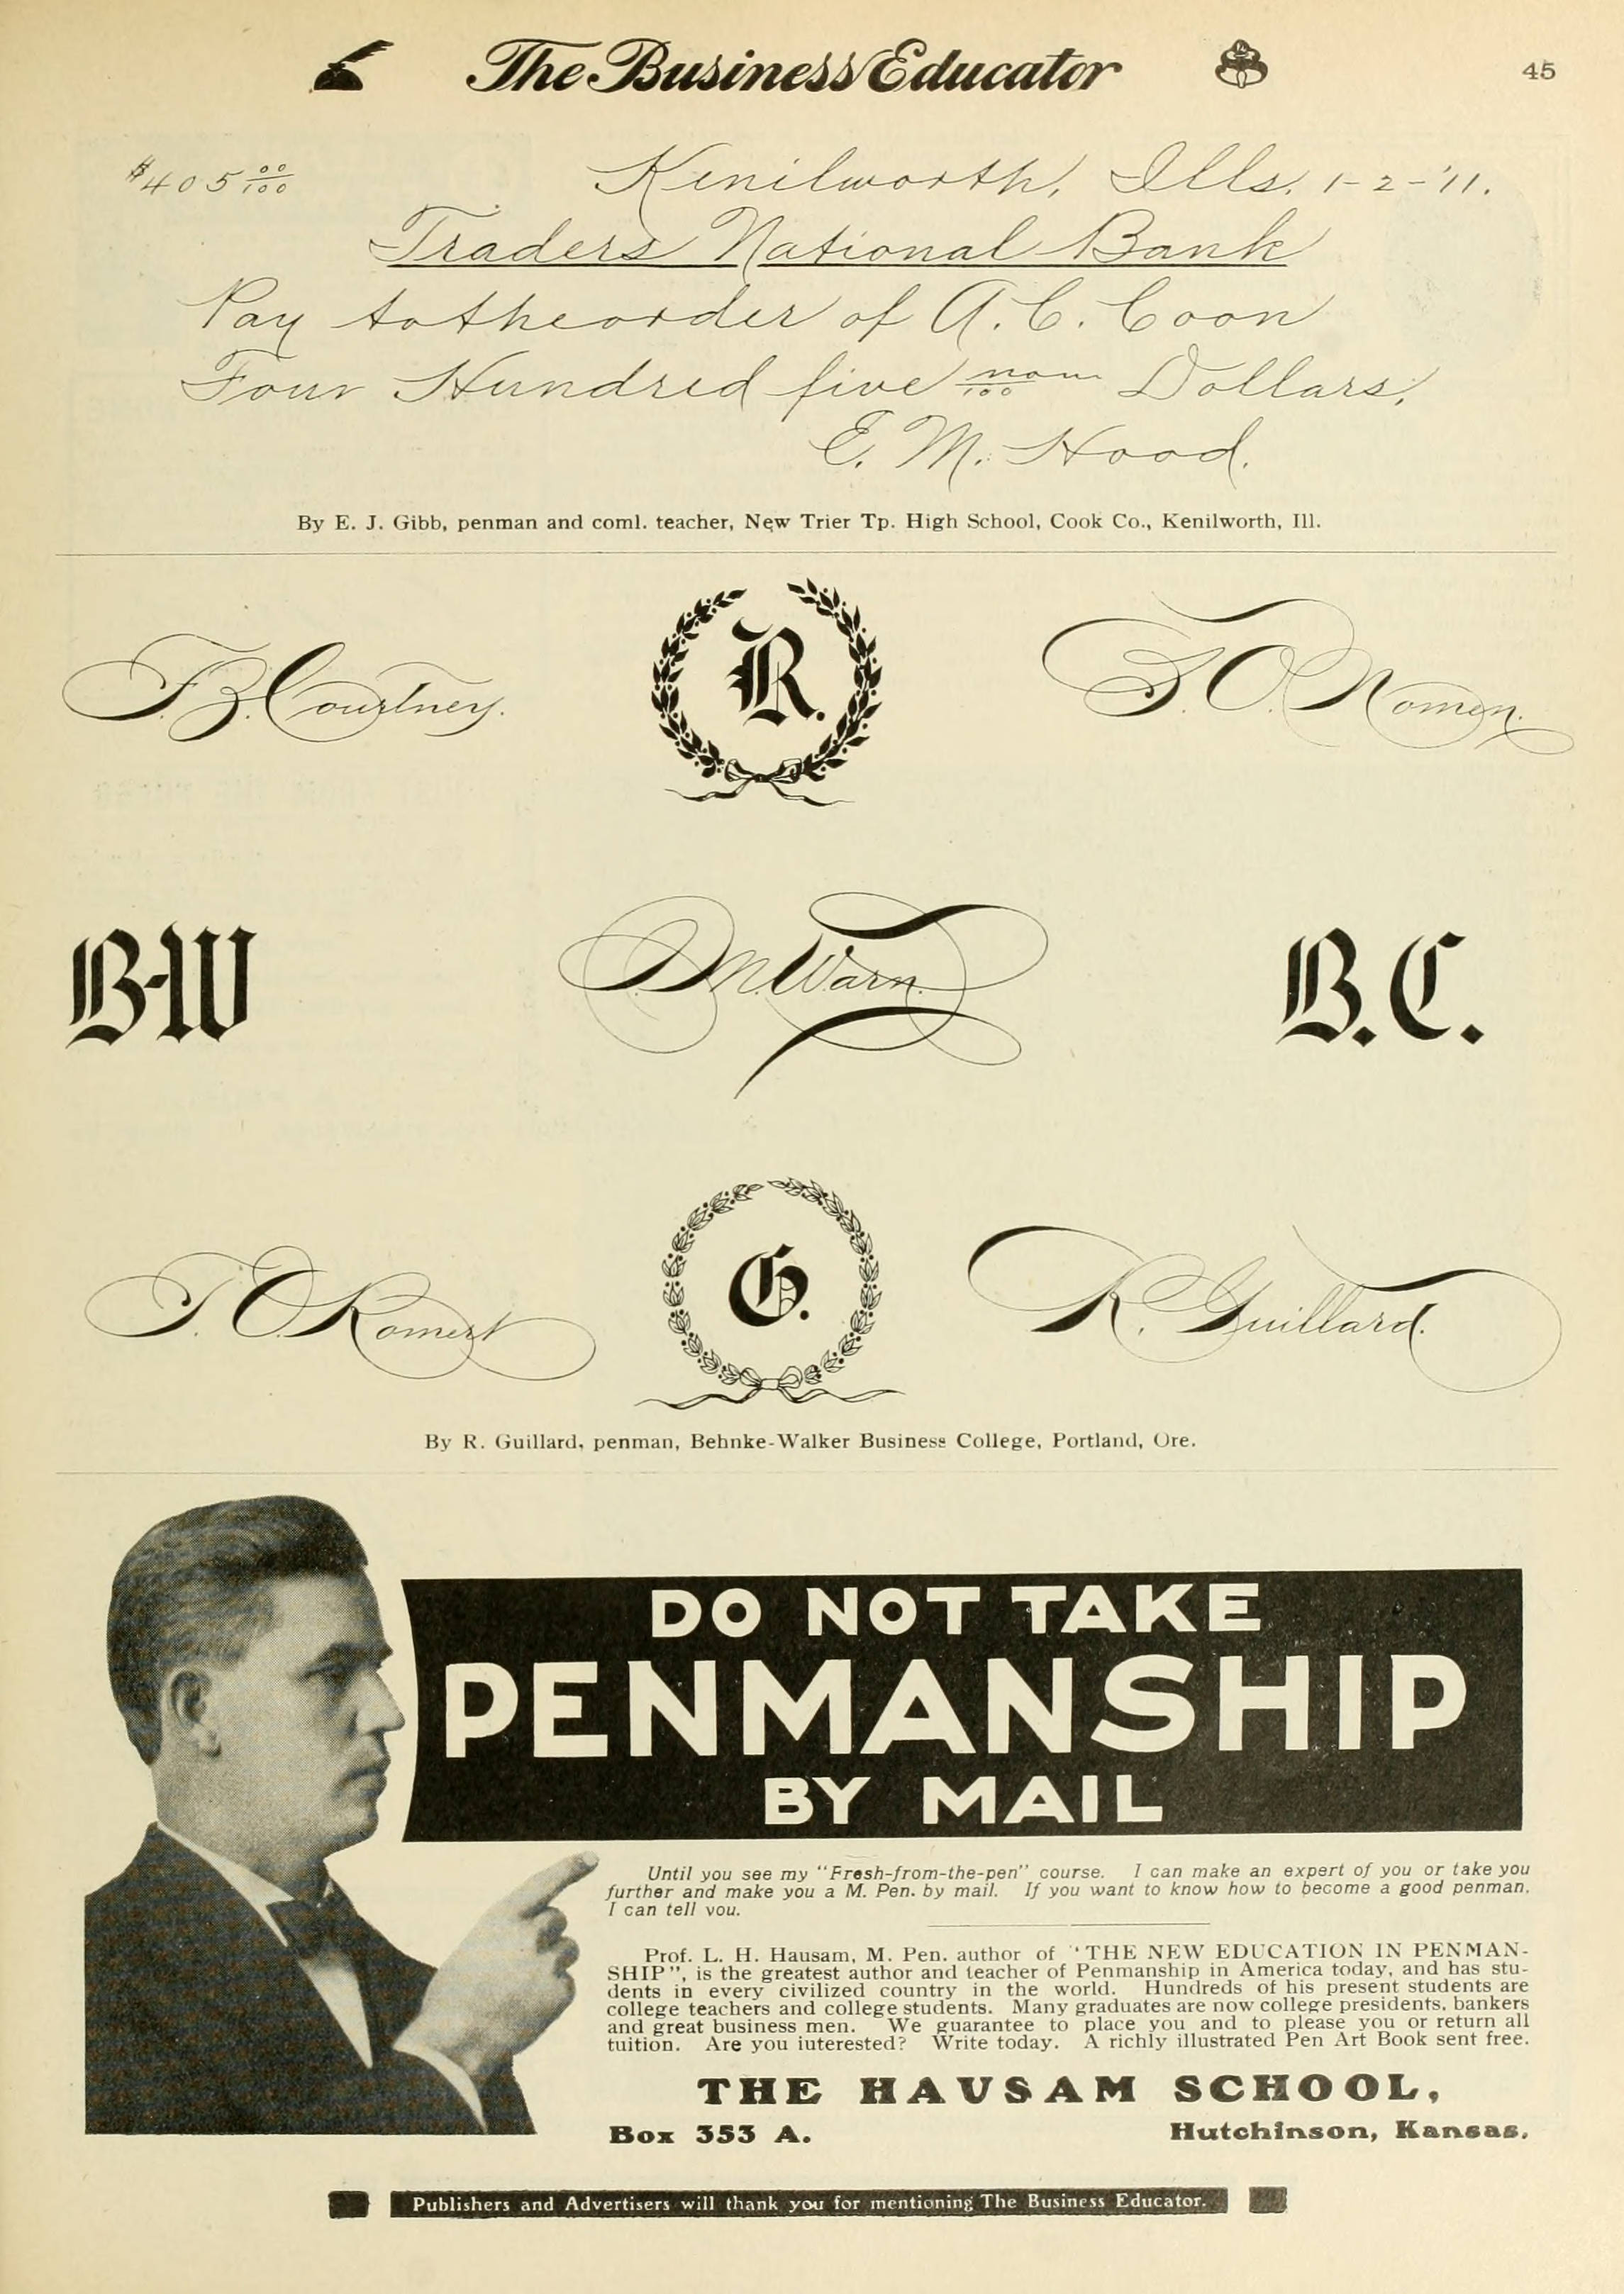 The Business Educator 45
$405 00/100 Kenilworth, Ills. 1-2-'11.
Traders National Bank
Pay to the order of A. C. Coon
Four Hundred five no/100 Dollars.
E. M. Hood.
By E. J. Gibb, penman and coml. teacher, New Trier Tp. High School, Cook Co., Kenilworth, Ill.
F. B. Courtney. R. T. O. Nomen.
B-W D. M. Warn. B. C.
T. O. Romert G. R. Guillard.
By R. Guillard, penman, Behnke-Walker Business College, Portland, Ore.
DO NOT TAKE
PENMANSHIP
BY MAIL
Until you see my "Fresh-from-the-pen" course. I can make an expert of you or take you
further and make you a M. Pen. by mail. If you want to know how to become a good penman.
I can tell you.
Prof. L. H. Hausam, M. Pen. author of 'THE NEW EDUCATION IN PENMAN-
SHIP", is the greatest author and teacher of Penmanship in America today, and has stu-
dents in every civilized country in the world. Hundreds of his present students are
college teachers and college students. Many graduates are now college presidents, bankers
and great business men. We guarantee to place you and to please you or return all
tuition. Are you iuterested? Write today. A richly illustrated Pen Art Book sent free.
THE HAUSAM SCHOOL,
Box 353 A. Hutchinson, Kansas.
Publishers and Advertisers will thank you for mentioning The Business Educator.